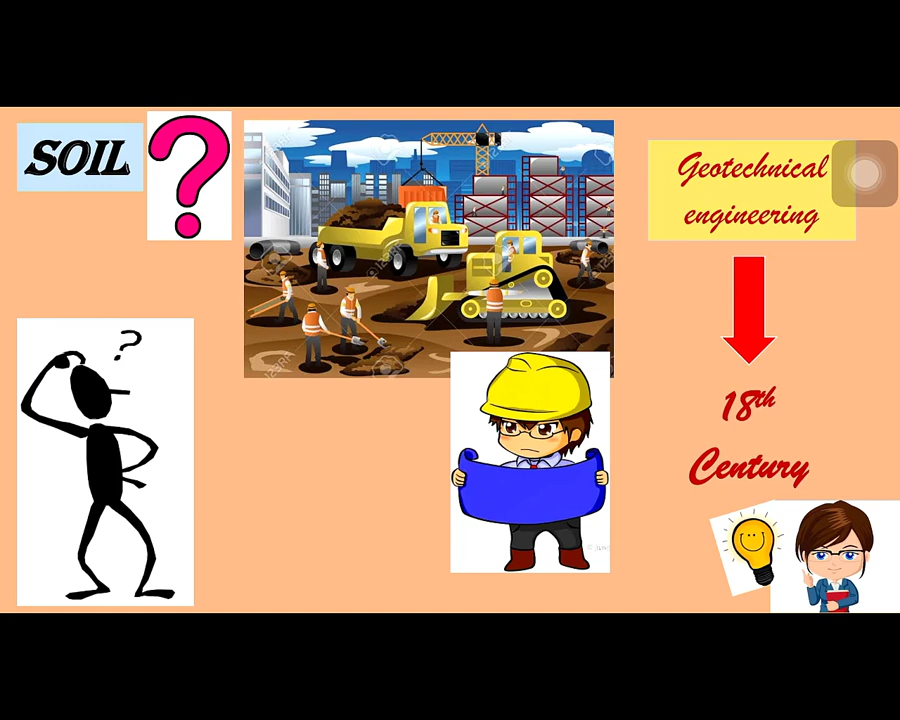 SOIL
?
Geotechnical
engineering
?
18th
Century